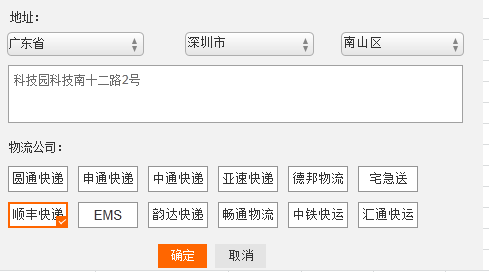 地址：
广东省 深圳市 南山区
科技园科技南十二路2号
物流公司：
圆通快递 申通快递 中通快递 亚速快递 德邦物流 宅急送
顺丰快递 EMS 韵达快递 畅通物流 中铁快运 汇通快运
确定 取消